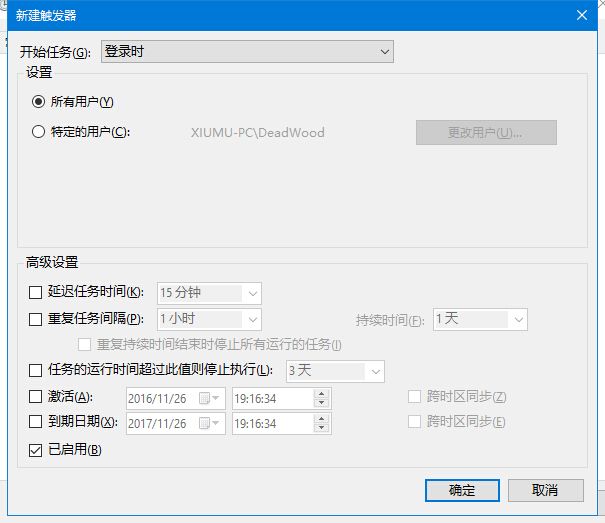 新建触发器
开始任务(G): 登录时
设置
所有用户(Y)
特定的用户(C): XIUMU-PC\DeadWood 更改用户(U)...
高级设置
延迟任务时间(K): 15 分钟
重复任务间隔(P): 1 小时 持续时间(F): 1 天
重复持续时间结束时停止所有运行的任务(I)
任务的运行时间超过此值则停止执行(L): 3 天
激活(A): 2016/11/26 19:16:34 跨时区同步(Z)
到期日期(X): 2017/11/26 19:16:34 跨时区同步(E)
已启用(B)
确定 取消